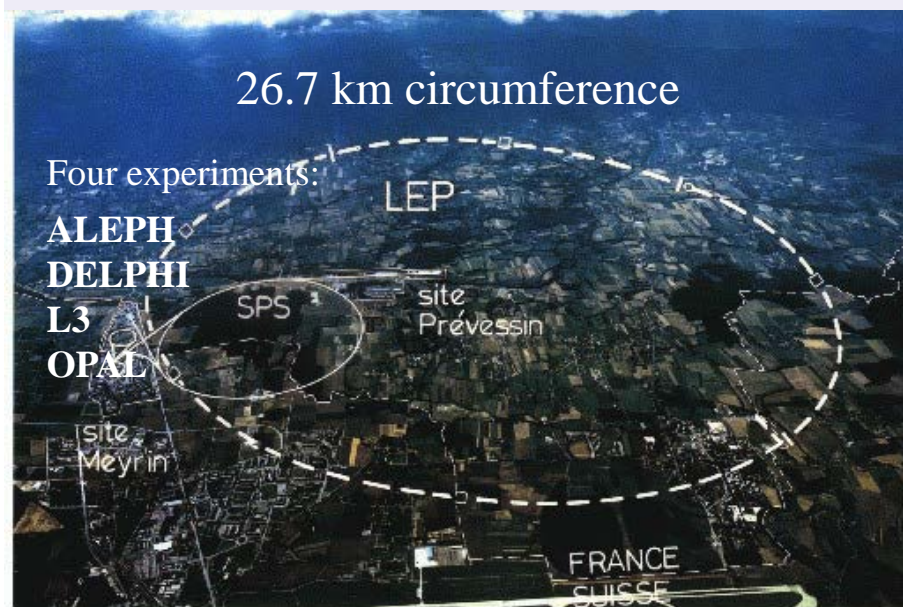 26.7 km circumference
Four experiments:
ALEPH
DELPHI
L3
OPAL
LEP
SPS
site
Prévessin
site
Meyrin
FRANCE
SUISSE